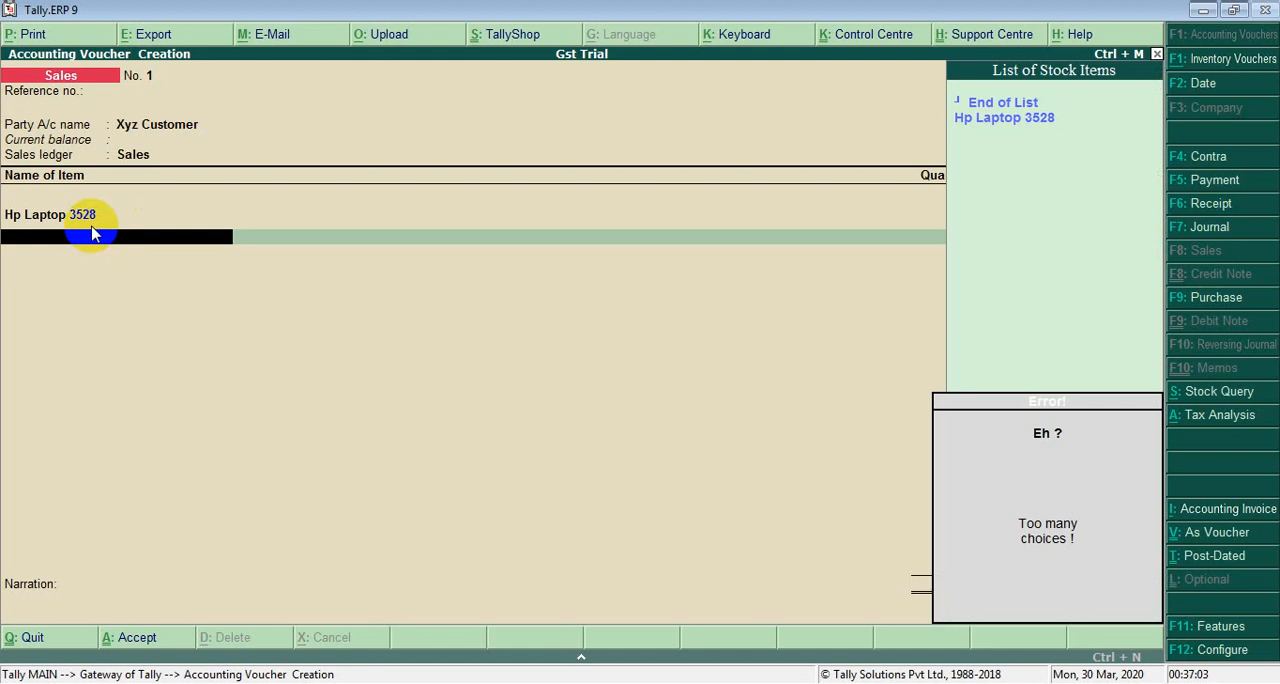 Tally.ERP 9
P: Print E: Export M: E-Mail O: Upload S: TallyShop G: Language K: Keyboard K: Control Centre H: Support Centre H: Help
Accounting Voucher Creation Gst Trial Ctrl + M
Sales No. 1
Reference no.:
Party A/c name : Xyz Customer
Current balance :
Sales ledger : Sales
Name of Item Qua
Hp Laptop 3528
List of Stock Items
End of List
Hp Laptop 3528
Error!
Eh ?
Too many
choices !
Narration:
F1: Accounting Vouchers
F1: Inventory Vouchers
F2: Date
F3: Company
F4: Contra
F5: Payment
F6: Receipt
F7: Journal
F8: Sales
F8: Credit Note
F9: Purchase
F9: Debit Note
F10: Reversing Journal
F10: Memos
S: Stock Query
A: Tax Analysis
I: Accounting Invoice
V: As Voucher
T: Post-Dated
L: Optional
F11: Features
F12: Configure
Q: Quit A: Accept D: Delete X: Cancel
Ctrl + N
Tally MAIN --> Gateway of Tally --> Accounting Voucher Creation © Tally Solutions Pvt Ltd., 1988-2018 Mon, 30 Mar, 2020 00:37:03